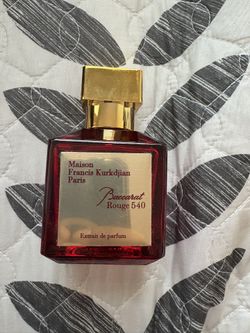 Maison
Francis Kurkdjian
Paris
Baccarat
Rouge 540
Extrait de parfum